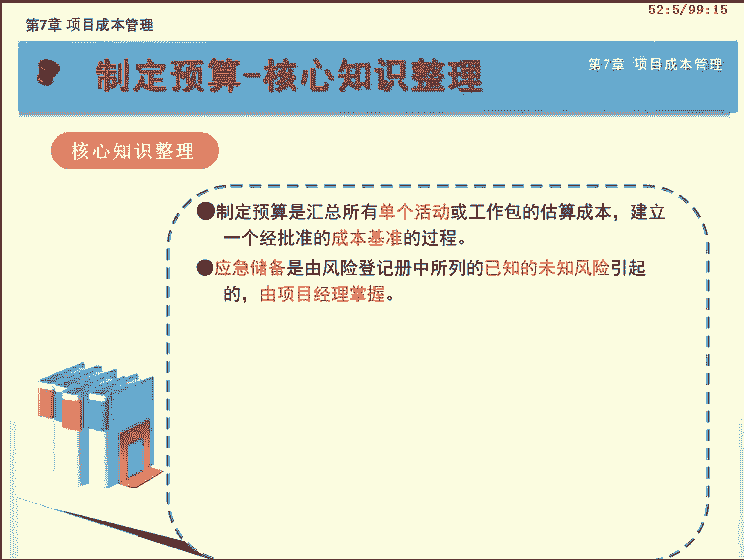 52:5/99:15
第7章 项目成本管理
制定预算-核心知识整理
第7章 项目成本管理
核心知识整理
●制定预算是汇总所有单个活动或工作包的估算成本，建立
一个经批准的成本基准的过程。
●应急储备是由风险登记册中所列的已知的未知风险引起
的，由项目经理掌握。